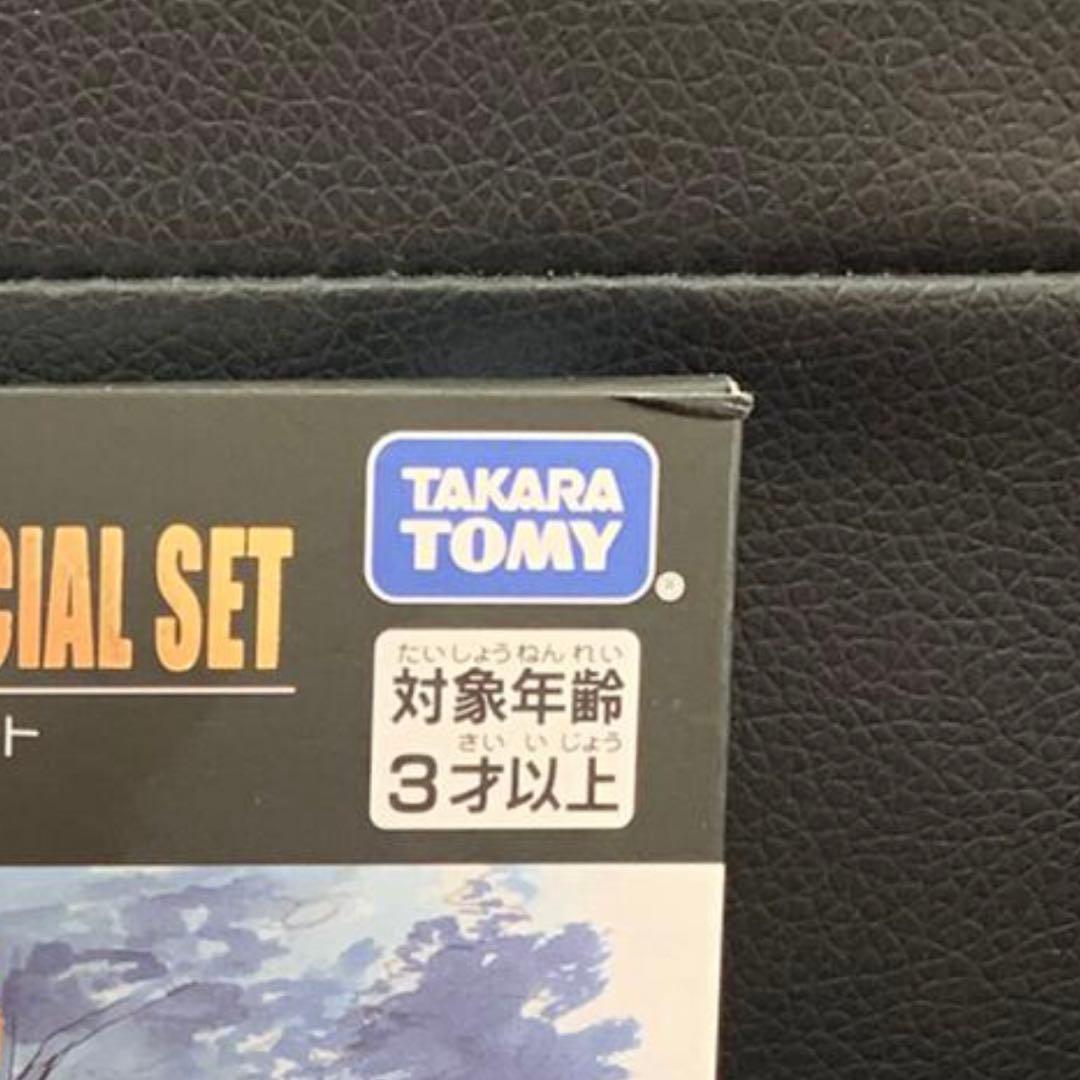 TAKARA
TOMY
CIAL SET
ト
たいしょうねんれい
対象年齢
さいいじょう
3才以上